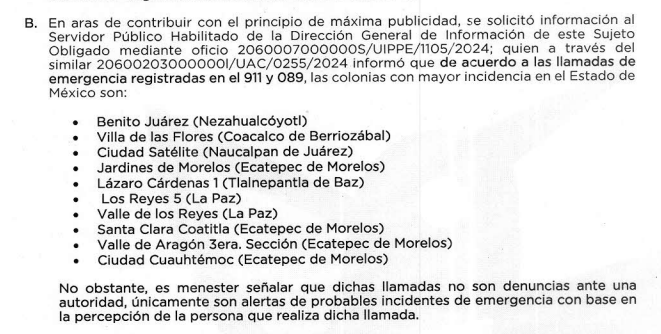 B. En aras de contribuir con el principio de máxima publicidad, se solicitó información al
Servidor Público Habilitado de la Dirección General de Información de este Sujeto
Obligado mediante oficio 2060007000000S/UIPPE/1105/2024; quien a través del
similar 20600203000000I/UAC/0255/2024 informó que de acuerdo a las llamadas de
emergencia registradas en el 911 y 089, las colonias con mayor incidencia en el Estado de
México son:
• Benito Juárez (Nezahualcóyotl)
• Villa de las Flores (Coacalco de Berriozábal)
• Ciudad Satélite (Naucalpan de Juárez)
• Jardines de Morelos (Ecatepec de Morelos)
• Lázaro Cárdenas 1 (Tlalnepantla de Baz)
• Los Reyes 5 (La Paz)
• Valle de los Reyes (La Paz)
• Santa Clara Coatitla (Ecatepec de Morelos)
• Valle de Aragón 3era. Sección (Ecatepec de Morelos)
• Ciudad Cuauhtémoc (Ecatepec de Morelos)
No obstante, es menester señalar que dichas llamadas no son denuncias ante una
autoridad, únicamente son alertas de probables incidentes de emergencia con base en
la percepción de la persona que realiza dicha llamada.